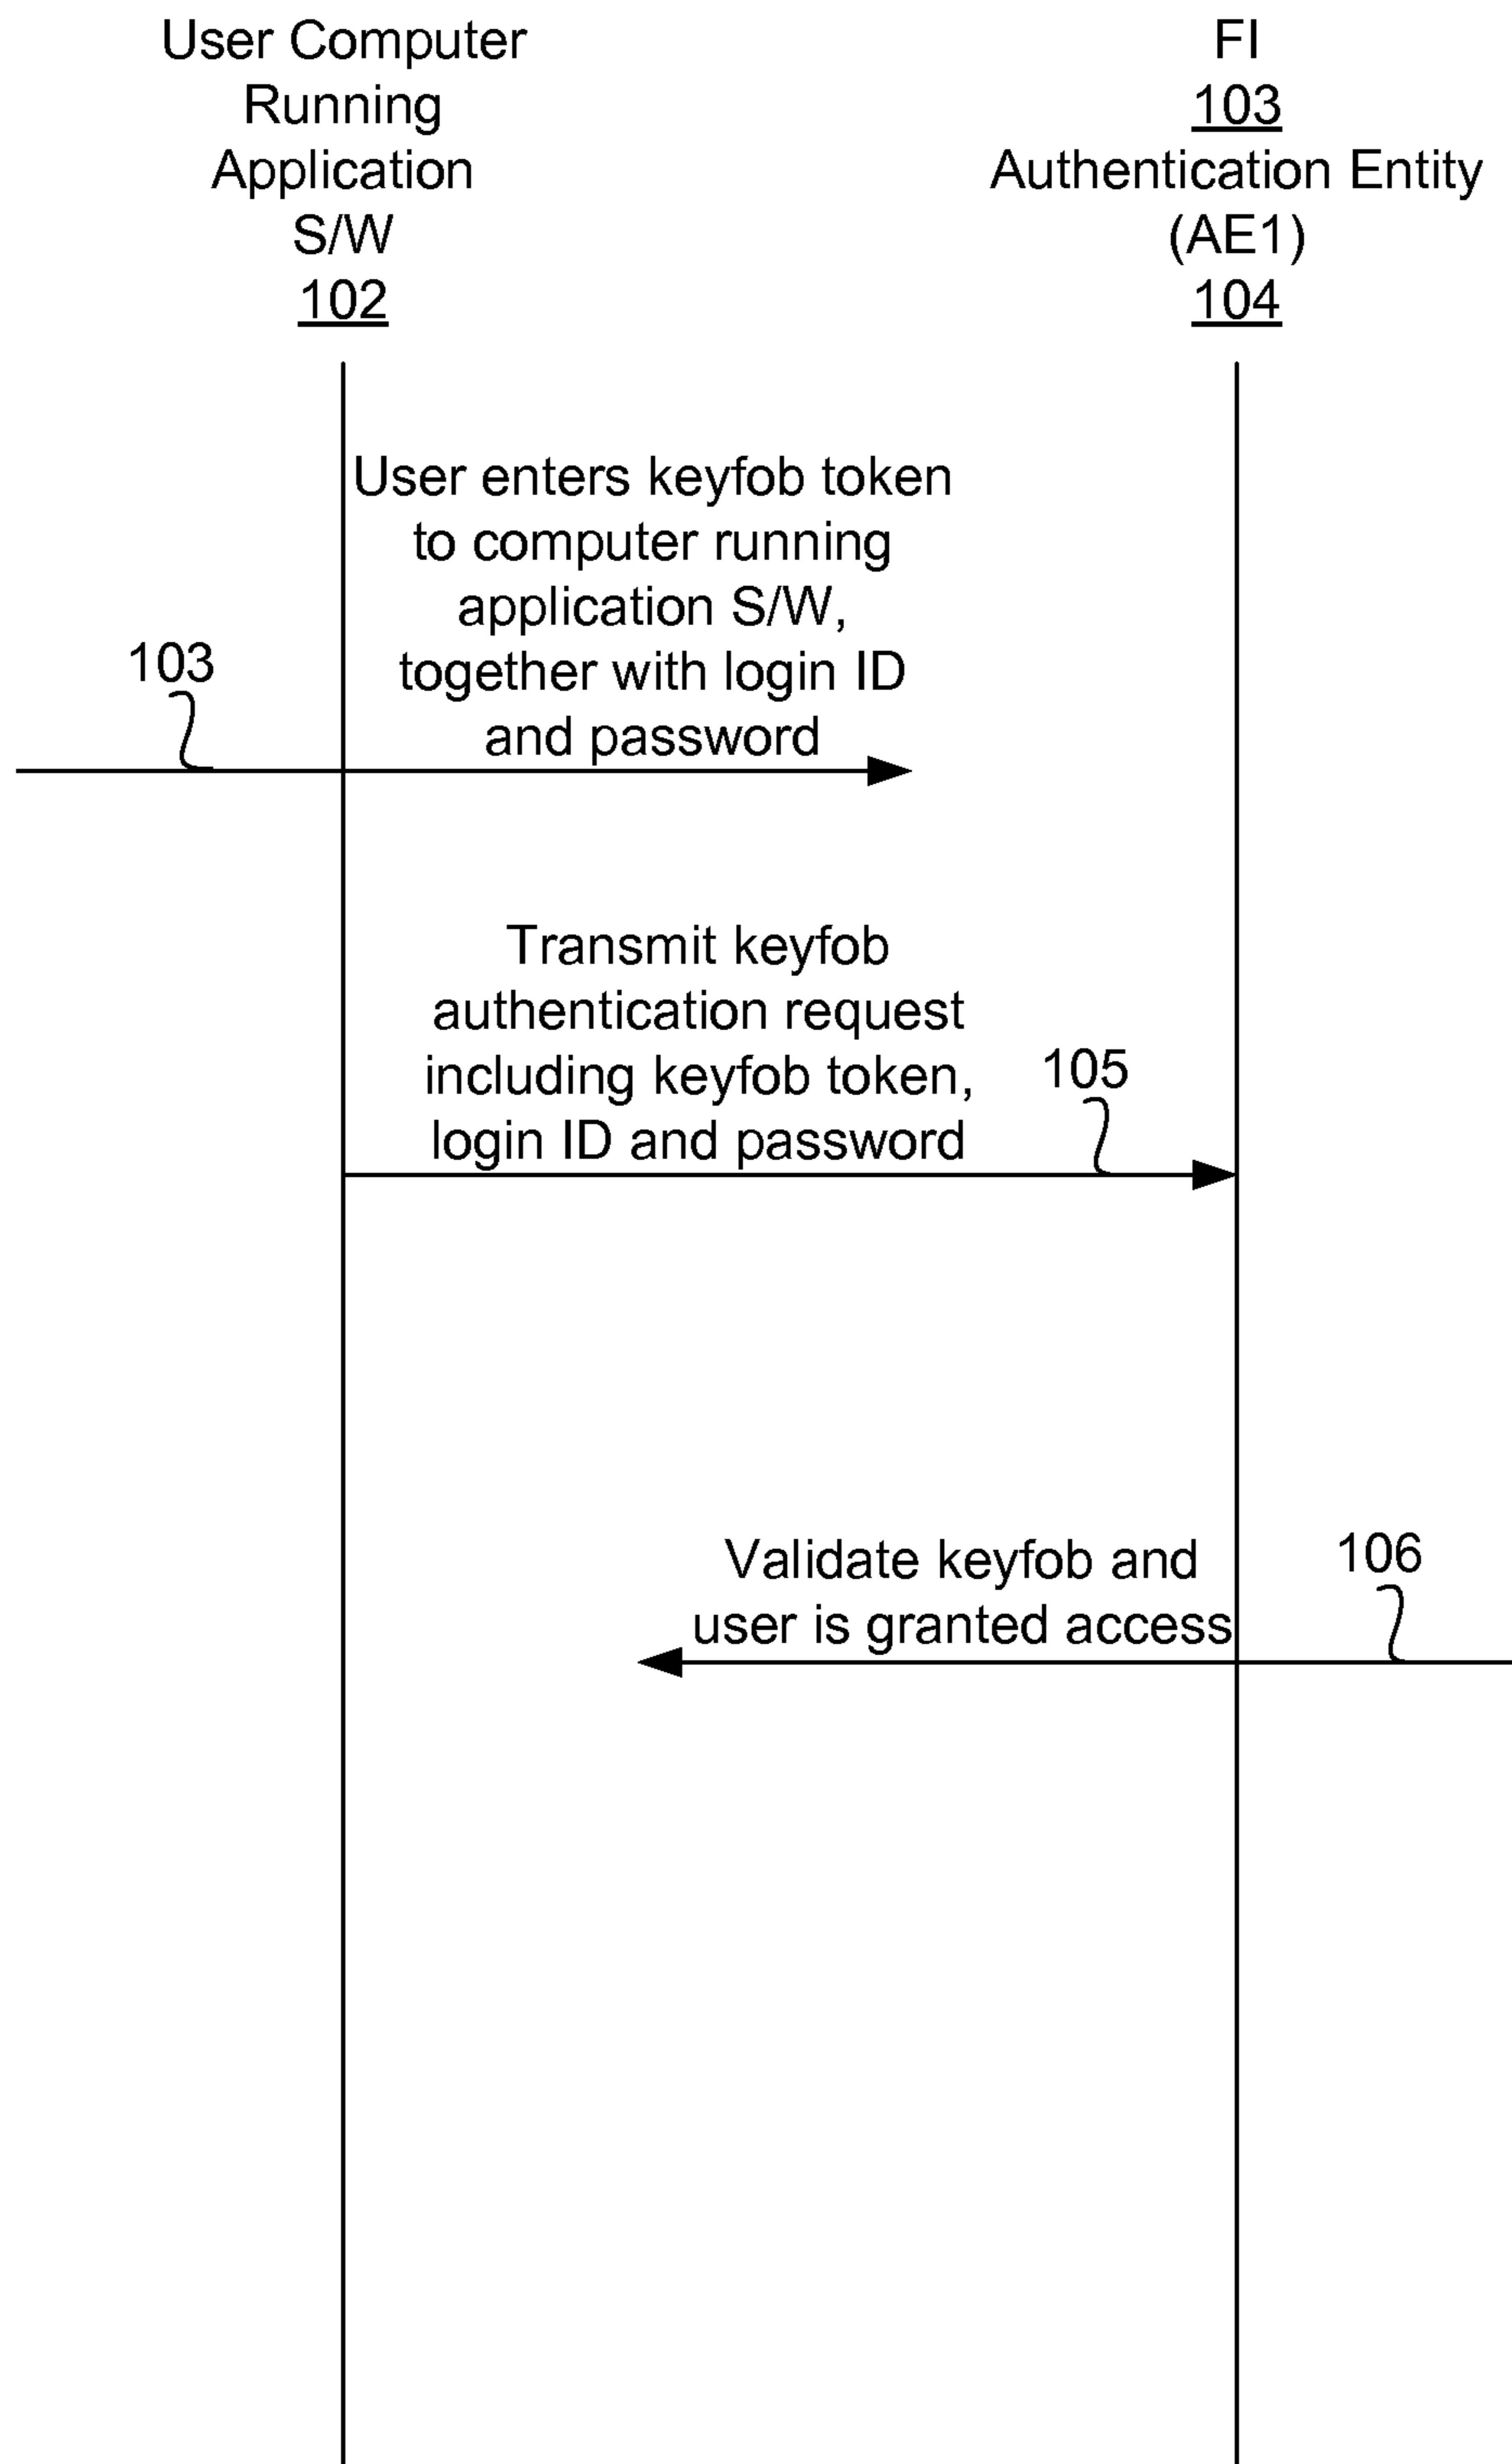 User Computer
Running
Application
S/W
102
FI
103
Authentication Entity
(AE1)
104
User enters keyfob token
to computer running
application S/W,
together with login ID
and password
103
Transmit keyfob
authentication request
including keyfob token,
login ID and password
105
Validate keyfob and
user is granted access
106